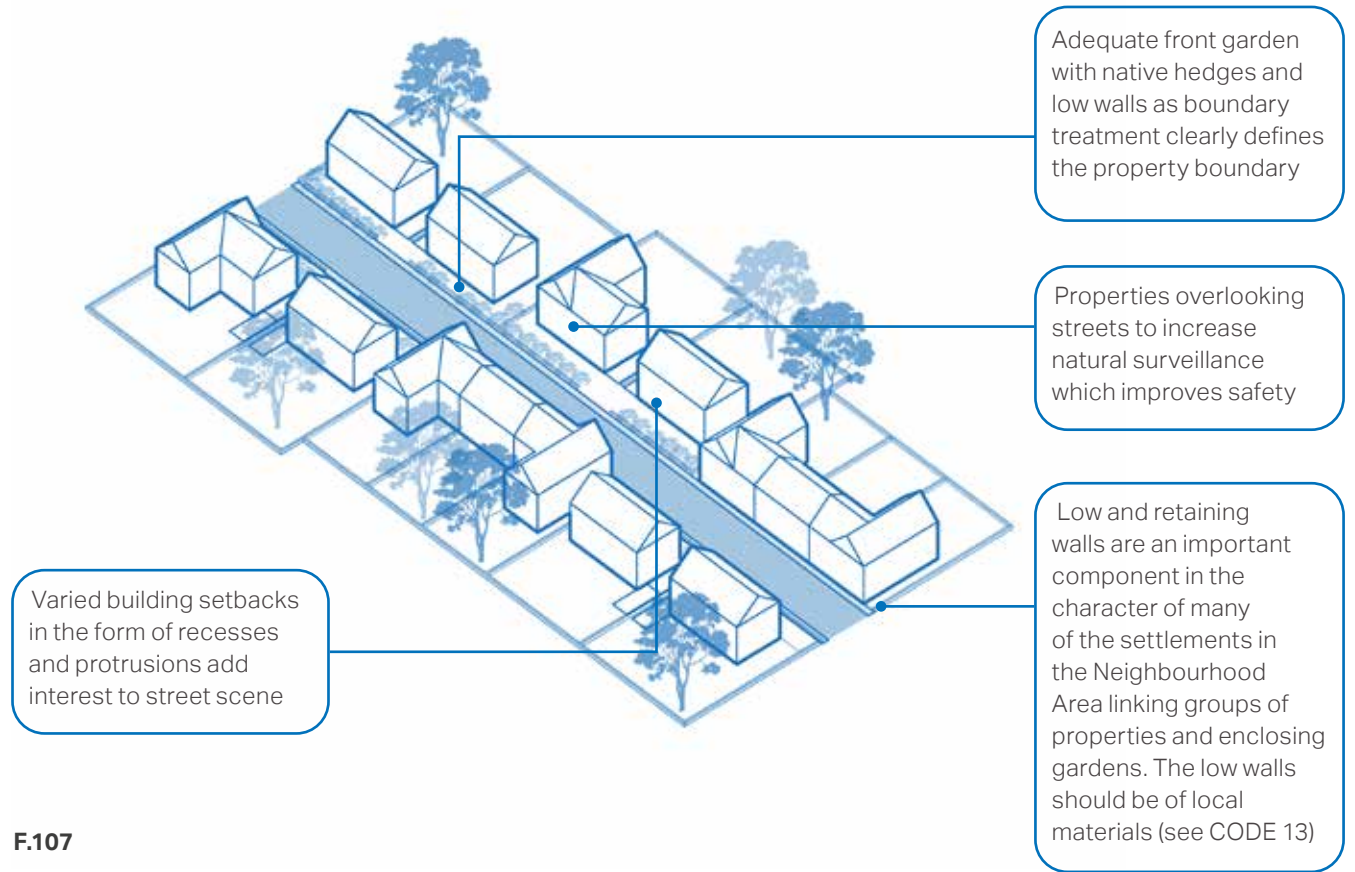 Adequate front garden
with native hedges and
low walls as boundary
treatment clearly defines
the property boundary
Properties overlooking
streets to increase
natural surveillance
which improves safety
Low and retaining
walls are an important
component in the
character of many
of the settlements in
the Neighbourhood
Area linking groups of
properties and enclosing
gardens. The low walls
should be of local
materials (see CODE 13)
Varied building setbacks
in the form of recesses
and protrusions add
interest to street scene
F.107